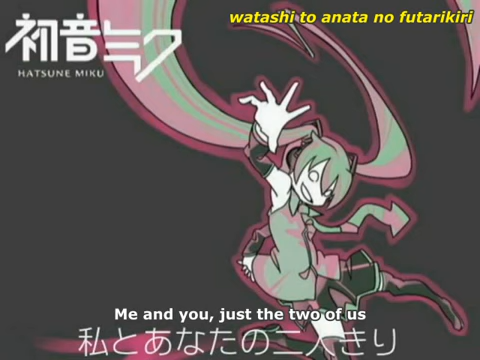 watashi to anata no futarikiri
初音ミク
HATSUNE MIKU
Me and you, just the two of us
私とあなたの二人きり